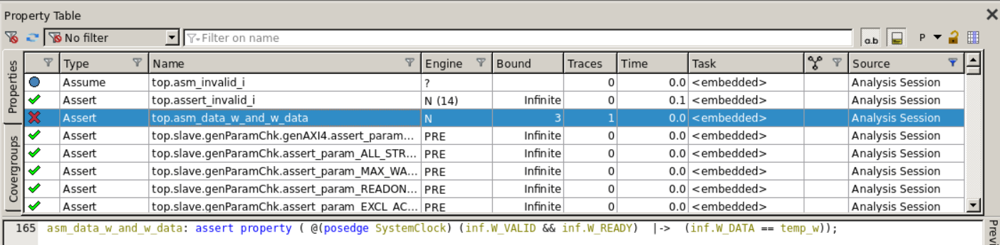 Property Table
No filter
Filter on name
a.b
P
Properties
Covergroups
Type Name Engine Bound Traces Time Task Source
Assume top.asm_invalid_i ? 0 0.0 <embedded> Analysis Session
Assert top.assert_invalid_i N (14) Infinite 0 0.1 <embedded> Analysis Session
Assert top.asm_data_w_and_w_data N 3 1 0.0 <embedded> Analysis Session
Assert top.slave.genParamChk.genAXI4.assert_param... PRE Infinite 0 0.0 <embedded> Analysis Session
Assert top.slave.genParamChk.assert_param_ALL_STR... PRE Infinite 0 0.0 <embedded> Analysis Session
Assert top.slave.genParamChk.assert_param_MAX_WA... PRE Infinite 0 0.0 <embedded> Analysis Session
Assert top.slave.genParamChk.assert_param_READON... PRE Infinite 0 0.0 <embedded> Analysis Session
Assert top.slave.genParamChk.assert_param_EXCL_AC... PRE Infinite 0 0.0 <embedded> Analysis Session
165 asm_data_w_and_w_data: assert property ( @(posedge SystemClock) (inf.W_VALID && inf.W_READY) |-> (inf.W_DATA == temp_w));
Previ